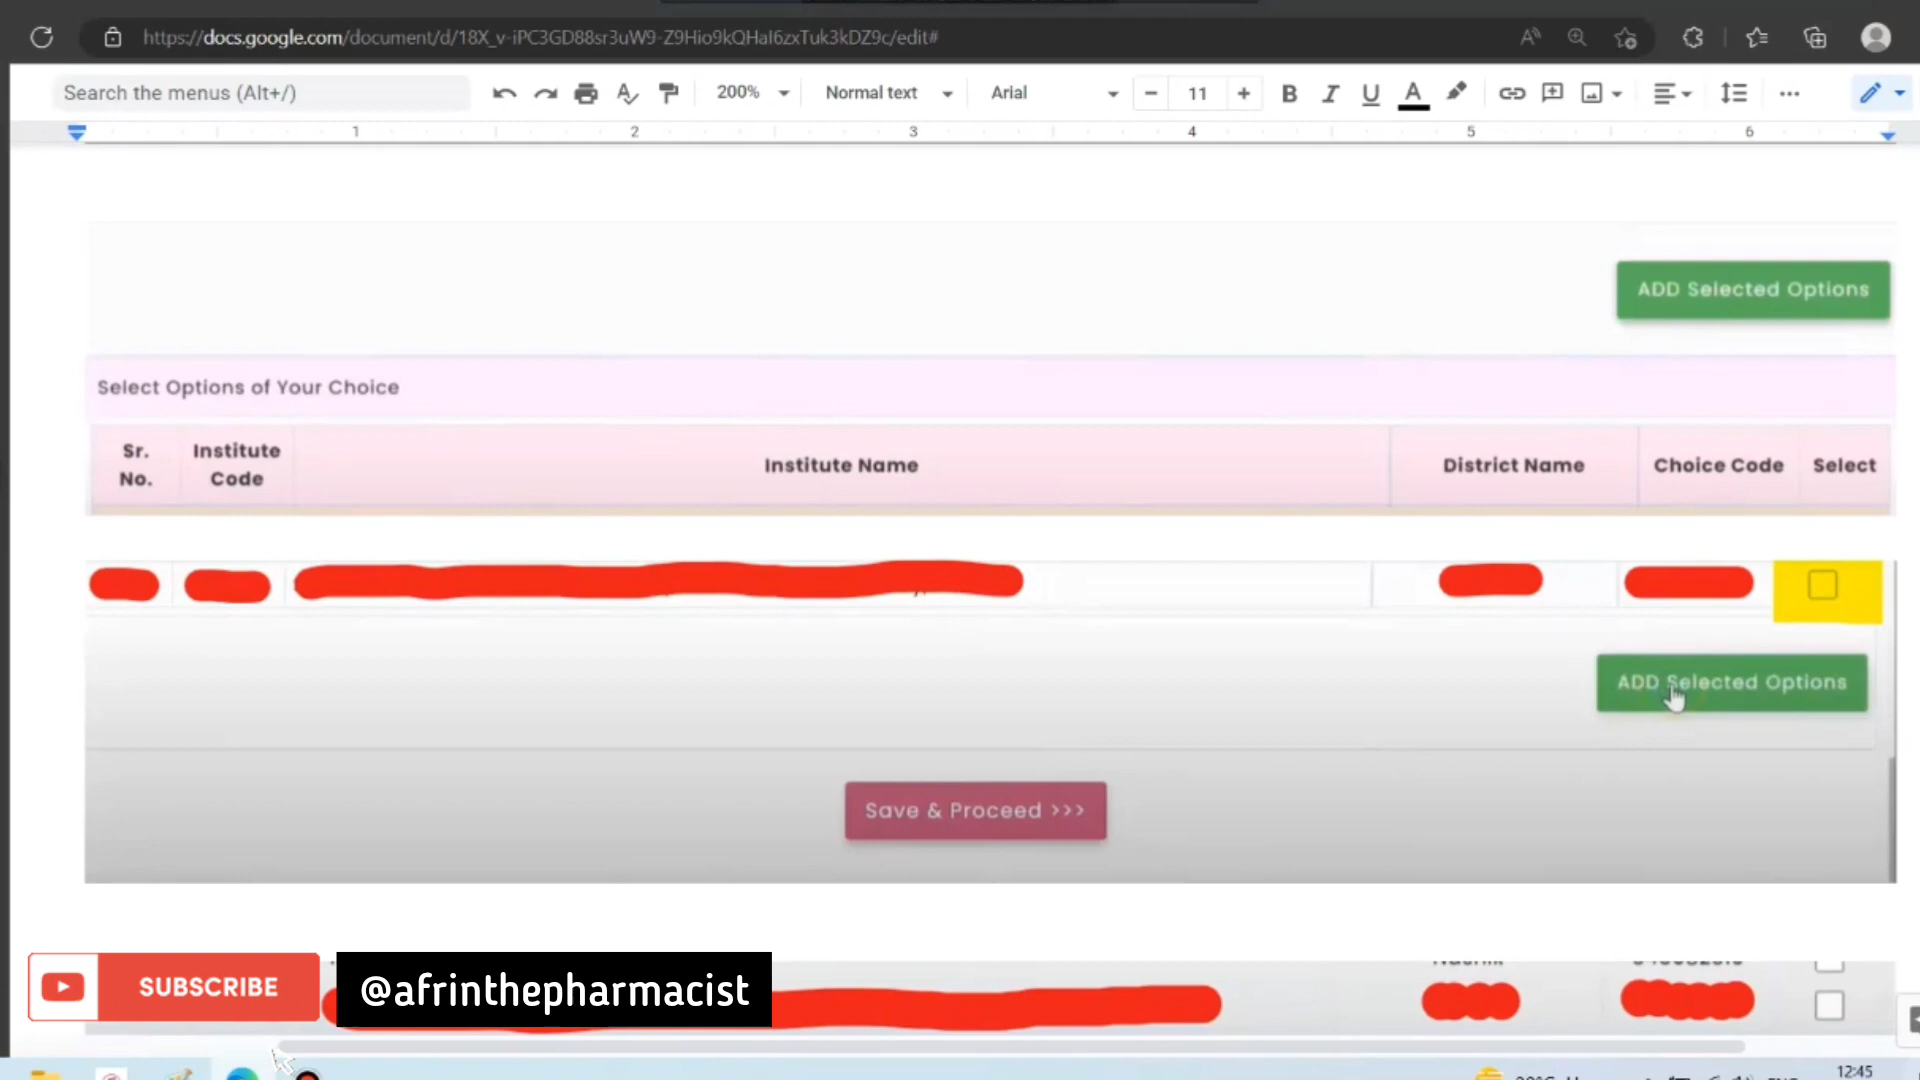 https://docs.google.com/document/d/18X_v-iPC3GD88sr3uW9-Z9Hio9kQHal6zxTuk3kDZ9c/edit#
Search the menus (Alt+/) 200% Normal text Arial 11 B I U A
1 2 3 4 5 6
ADD Selected Options
Select Options of Your Choice
Sr. No. Institute Code Institute Name District Name Choice Code Select
ADD Selected Options
Save & Proceed >>>
SUBSCRIBE @afrinthepharmacist
12:45